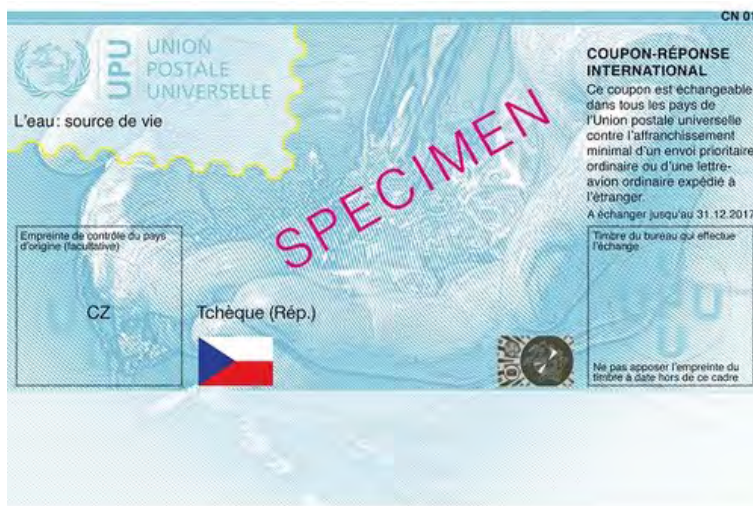 CN 01
UPU
UNION
POSTALE
UNIVERSELLE
L'eau: source de vie
COUPON-RÉPONSE
INTERNATIONAL
Ce coupon est échangeable
dans tous les pays de
l'Union postale universelle
contre l'affranchissement
minimal d'un envoi prioritaire
ordinaire ou d'une lettre-
avion ordinaire expédié à
l'étranger.
A échanger jusqu'au 31.12.2017
SPECIMEN
Empreinte de contrôle du pays
d'origine (facultative)
CZ
Tchèque (Rép.)
Timbre du bureau qui effectue
l'échange
UPU
Ne pas apposer l'empreinte du
timbre à date hors de ce cadre